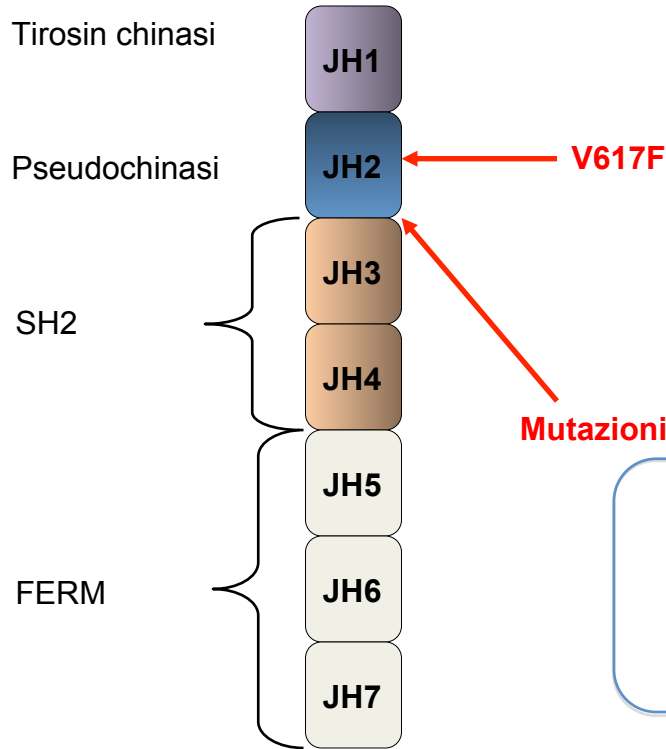 Tirosin chinasi
JH1
Pseudochinasi
JH2
V617F
JH3
SH2
JH4
Mutazioni
JH5
FERM
JH6
JH7